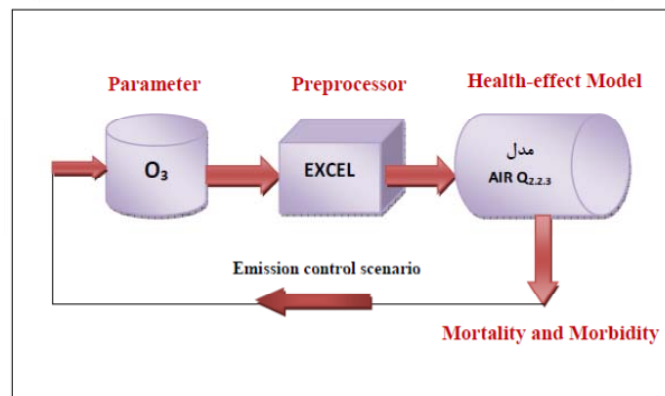 Parameter
Preprocessor
Health-effect Model
O₃
EXCEL
مدل
AIR Q₂.₂.₃
Emission control scenario
Mortality and Morbidity